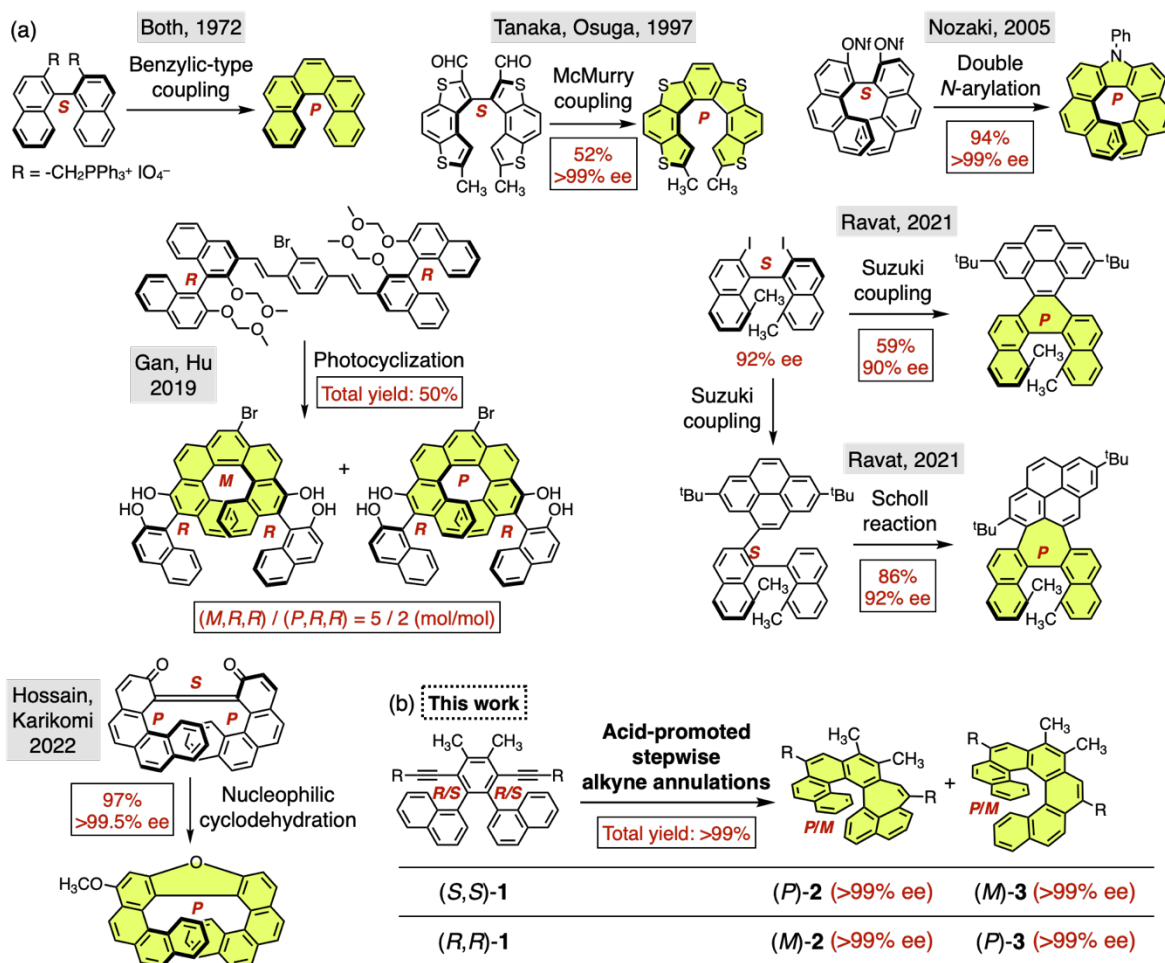 (a)
Both, 1972
Benzylic-type
coupling
R
R
S
P
R = -CH₂PPh₃⁺ IO₄⁻
Tanaka, Osuga, 1997
OHC
CHO
McMurry
coupling
52%
>99% ee
S
S
S
S
S
CH₃
CH₃
S
S
P
S
S
H₃C
CH₃
Nozaki, 2005
ONf
ONf
Double
N-arylation
94%
>99% ee
S
Ph
N
P
Br
O
O
O
O
R
R
O
O
O
O
Gan, Hu
2019
Photocyclization
Total yield: 50%
Br
M
HO
OH
HO
OH
R
R
+
Br
P
HO
OH
HO
OH
R
R
(M,R,R) / (P,R,R) = 5 / 2 (mol/mol)
Ravat, 2021
I
I
S
CH₃
H₃C
92% ee
Suzuki
coupling
59%
90% ee
ᵗBu
ᵗBu
P
CH₃
H₃C
Suzuki
coupling
Ravat, 2021
ᵗBu
ᵗBu
S
CH₃
H₃C
Scholl
reaction
86%
92% ee
ᵗBu
ᵗBu
P
CH₃
H₃C
Hossain,
Karikomi
2022
O
O
S
P
P
97%
>99.5% ee
Nucleophilic
cyclodehydration
O
H₃CO
P
(b) This work
H₃C
CH₃
R
R
R/S
R/S
Acid-promoted
stepwise
alkyne annulations
Total yield: >99%
R
CH₃
CH₃
R
P/M
+
R
CH₃
CH₃
R
P/M
(S,S)-1 (P)-2 (>99% ee) (M)-3 (>99% ee)
(R,R)-1 (M)-2 (>99% ee) (P)-3 (>99% ee)